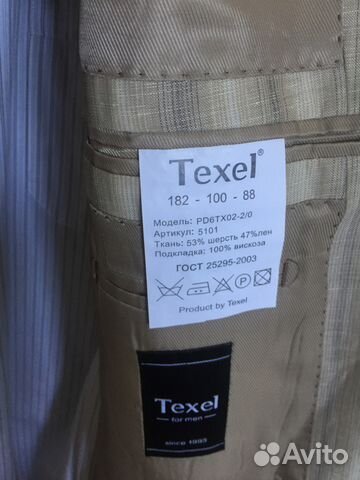 Texel®
182 - 100 - 88
Модель: PD6TX02-2/0
Артикул: 5101
Ткань: 53% шерсть 47%лен
Подкладка: 100% вискоза
ГОСТ 25295-2003
P
Product by Texel
Texel
for men
since 1993
Avito